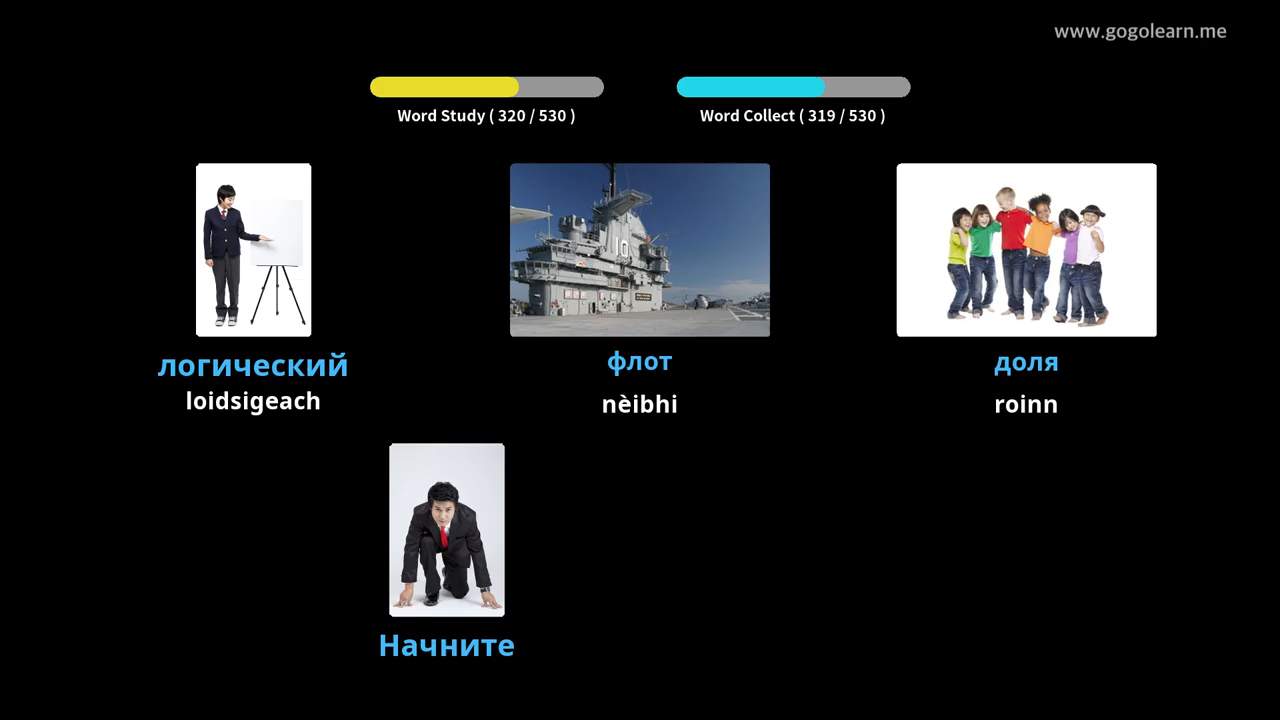 www.gogolearn.me
Word Study ( 320 / 530 )
Word Collect ( 319 / 530 )
логический
loidsigeach
флот
nèibhi
доля
roinn
Начните